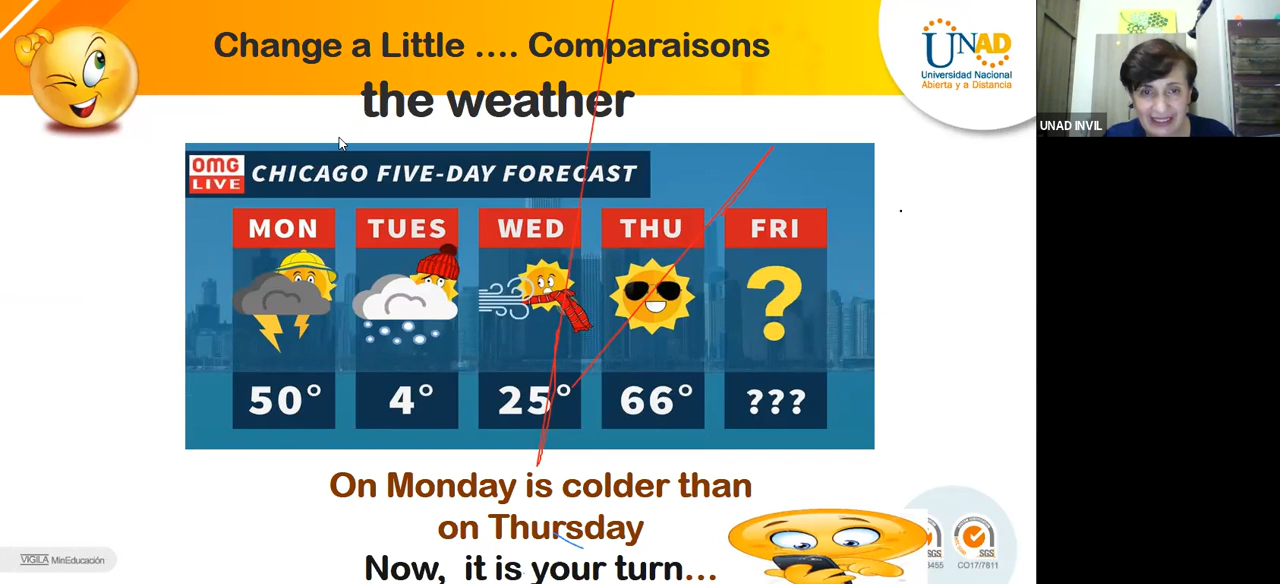 Change a Little .... Comparaisons
the weather
UNAD
Universidad Nacional
Abierta y a Distancia
UNAD INVIL
OMG
LIVE
CHICAGO FIVE-DAY FORECAST
MON TUES WED THU FRI
?
50° 4° 25° 66° ???
On Monday is colder than
on Thursday
Now, it is your turn...
VIGILA MinEducación
SGS SGS
CO17/7811